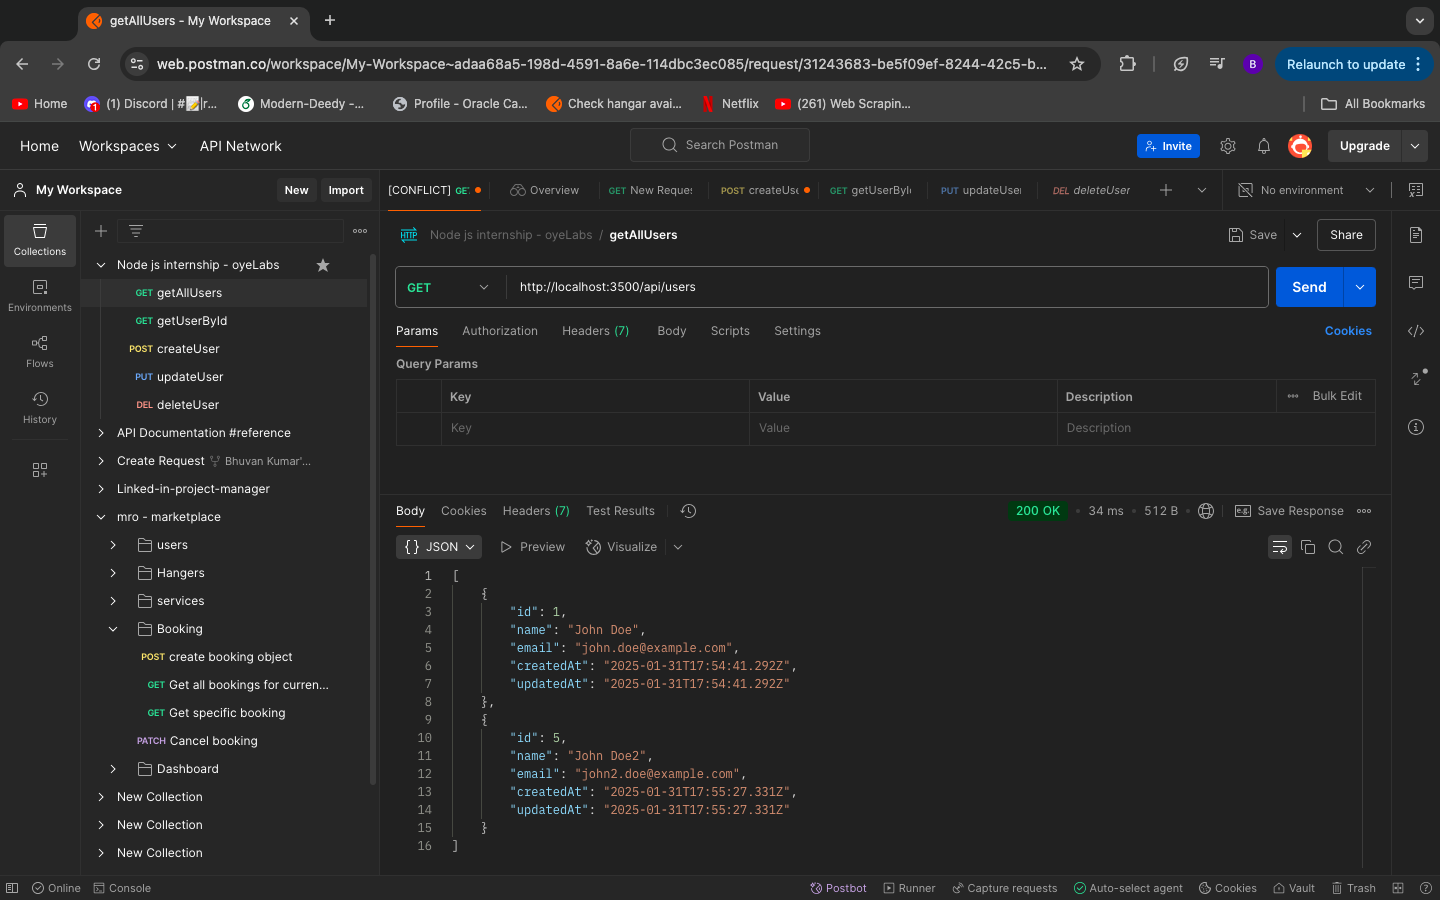 getAllUsers - My Workspace
web.postman.co/workspace/My-Workspace~adaa68a5-198d-4591-8a6e-114dbc3ec085/request/31243683-be5f09ef-8244-42c5-b...
B
Relaunch to update
Home
(1) Discord | #📝|r...
Modern-Deedy -...
Profile - Oracle Ca...
Check hangar avai...
Netflix
(261) Web Scrapin...
All Bookmarks
Home
Workspaces
API Network
Search Postman
Invite
Upgrade
My Workspace
New
Import
[CONFLICT] GET
Overview
GET New Reques
POST createUse
GET getUserById
PUT updateUser
DEL deleteUser
No environment
Collections
Environments
Flows
History
Node js internship - oyeLabs
GET getAllUsers
GET getUserById
POST createUser
PUT updateUser
DEL deleteUser
API Documentation #reference
Create Request Bhuvan Kumar'...
Linked-in-project-manager
mro - marketplace
users
Hangers
services
Booking
POST create booking object
GET Get all bookings for curren...
GET Get specific booking
PATCH Cancel booking
Dashboard
New Collection
New Collection
New Collection
HTTP
Node js internship - oyeLabs / getAllUsers
Save
Share
GET
http://localhost:3500/api/users
Send
Params
Authorization
Headers (7)
Body
Scripts
Settings
Cookies
Query Params
Key
Value
Description
Bulk Edit
Key
Value
Description
Body
Cookies
Headers (7)
Test Results
200 OK
34 ms
512 B
Save Response
{} JSON
Preview
Visualize
1 [
2 {
3 "id": 1,
4 "name": "John Doe",
5 "email": "john.doe@example.com",
6 "createdAt": "2025-01-31T17:54:41.292Z",
7 "updatedAt": "2025-01-31T17:54:41.292Z"
8 },
9 {
10 "id": 5,
11 "name": "John Doe2",
12 "email": "john2.doe@example.com",
13 "createdAt": "2025-01-31T17:55:27.331Z",
14 "updatedAt": "2025-01-31T17:55:27.331Z"
15 }
16 ]
Online
Console
Postbot
Runner
Capture requests
Auto-select agent
Cookies
Vault
Trash